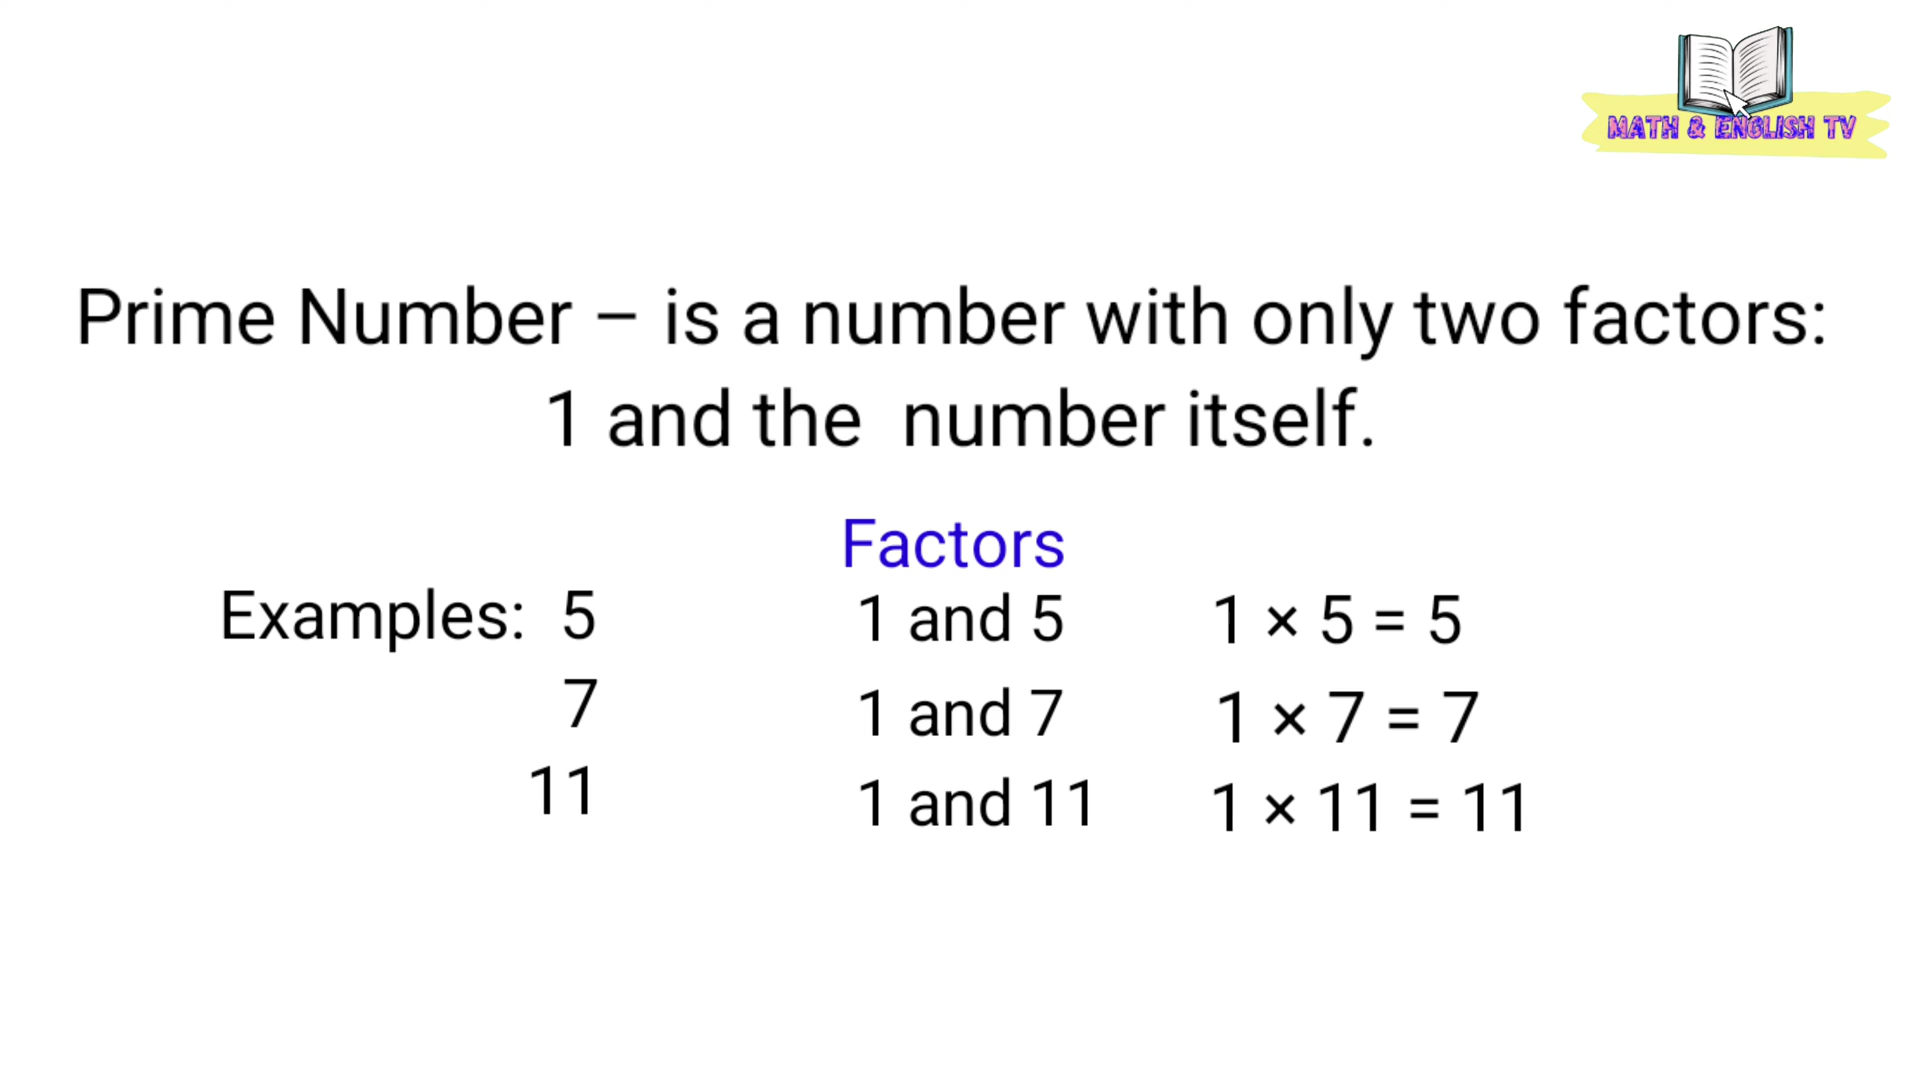 MATH & ENGLISH TV
Prime Number – is a number with only two factors:
1 and the number itself.
Factors
Examples: 5 1 and 5 1 × 5 = 5
7 1 and 7 1 × 7 = 7
11 1 and 11 1 × 11 = 11